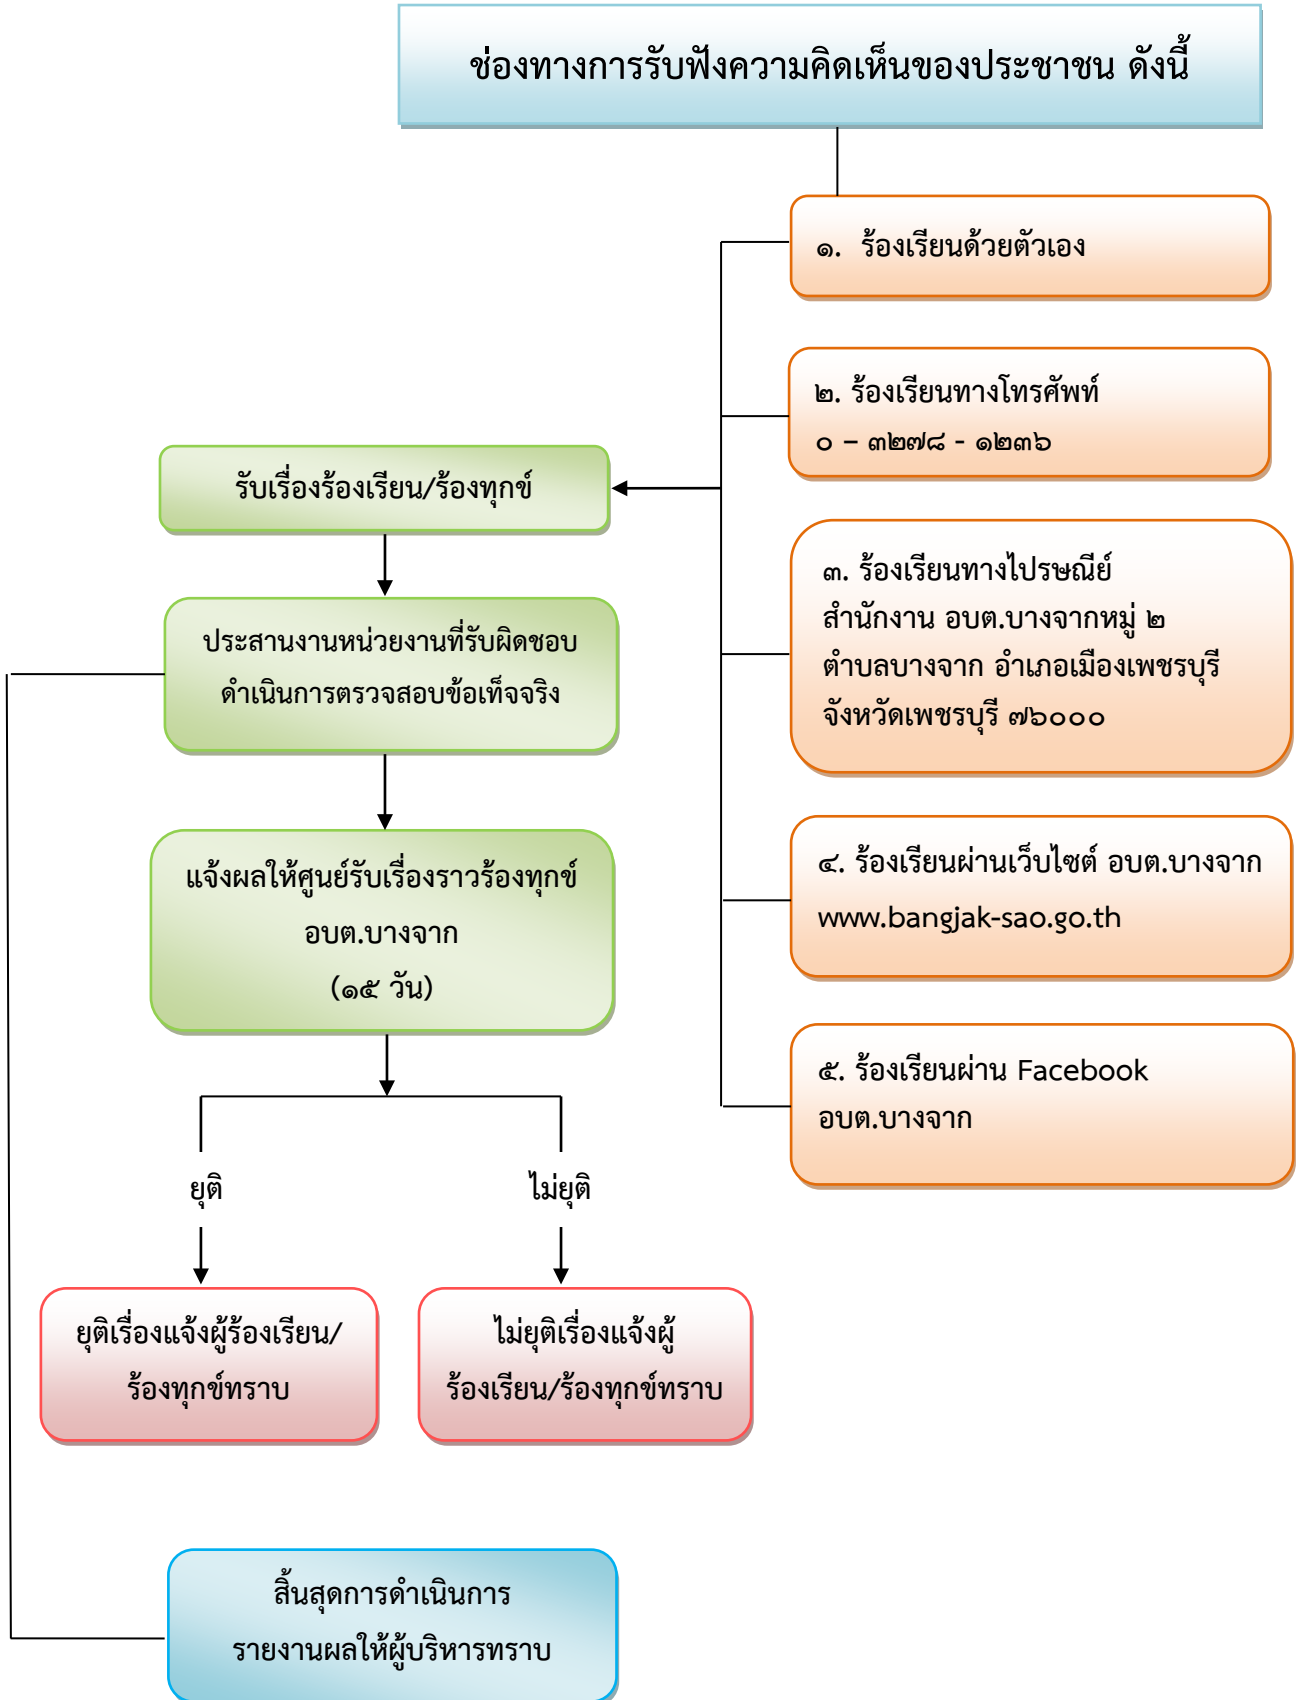 ช่องทางการรับฟังความคิดเห็นของประชาชน ดังนี้
๑. ร้องเรียนด้วยตัวเอง
๒. ร้องเรียนทางโทรศัพท์
๐ – ๓๒๗๘ - ๑๒๓๖
๓. ร้องเรียนทางไปรษณีย์
สำนักงาน อบต.บางจากหมู่ ๒
ตำบลบางจาก อำเภอเมืองเพชรบุรี
จังหวัดเพชรบุรี ๗๖๐๐๐
๔. ร้องเรียนผ่านเว็บไซต์ อบต.บางจาก
www.bangjak-sao.go.th
๕. ร้องเรียนผ่าน Facebook
อบต.บางจาก
รับเรื่องร้องเรียน/ร้องทุกข์
ประสานงานหน่วยงานที่รับผิดชอบ
ดำเนินการตรวจสอบข้อเท็จจริง
แจ้งผลให้ศูนย์รับเรื่องราวร้องทุกข์
อบต.บางจาก
(๑๕ วัน)
ยุติ
ไม่ยุติ
ยุติเรื่องแจ้งผู้ร้องเรียน/
ร้องทุกข์ทราบ
ไม่ยุติเรื่องแจ้งผู้
ร้องเรียน/ร้องทุกข์ทราบ
สิ้นสุดการดำเนินการ
รายงานผลให้ผู้บริหารทราบ